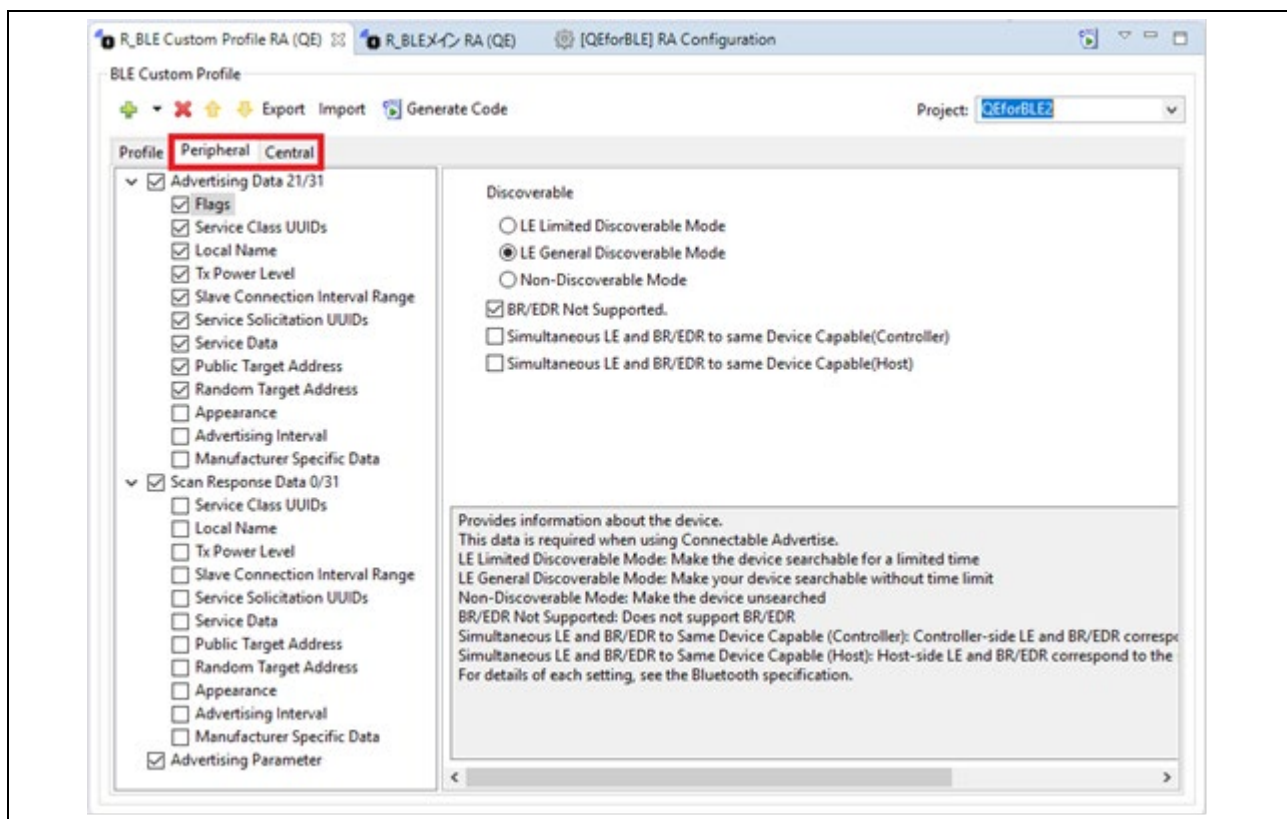 R_BLE Custom Profile RA (QE) R_BLEメイン RA (QE) [QEforBLE] RA Configuration
BLE Custom Profile
Export Import Generate Code Project: QEforBLE2
Profile Peripheral Central
Advertising Data 21/31
Flags
Service Class UUIDs
Local Name
Tx Power Level
Slave Connection Interval Range
Service Solicitation UUIDs
Service Data
Public Target Address
Random Target Address
Appearance
Advertising Interval
Manufacturer Specific Data
Scan Response Data 0/31
Service Class UUIDs
Local Name
Tx Power Level
Slave Connection Interval Range
Service Solicitation UUIDs
Service Data
Public Target Address
Random Target Address
Appearance
Advertising Interval
Manufacturer Specific Data
Advertising Parameter
Discoverable
LE Limited Discoverable Mode
LE General Discoverable Mode
Non-Discoverable Mode
BR/EDR Not Supported.
Simultaneous LE and BR/EDR to same Device Capable(Controller)
Simultaneous LE and BR/EDR to same Device Capable(Host)
Provides information about the device.
This data is required when using Connectable Advertise.
LE Limited Discoverable Mode: Make the device searchable for a limited time
LE General Discoverable Mode: Make your device searchable without time limit
Non-Discoverable Mode: Make the device unsearched
BR/EDR Not Supported: Does not support BR/EDR
Simultaneous LE and BR/EDR to Same Device Capable (Controller): Controller-side LE and BR/EDR correspo
Simultaneous LE and BR/EDR to Same Device Capable (Host): Host-side LE and BR/EDR correspond to the
For details of each setting, see the Bluetooth specification.